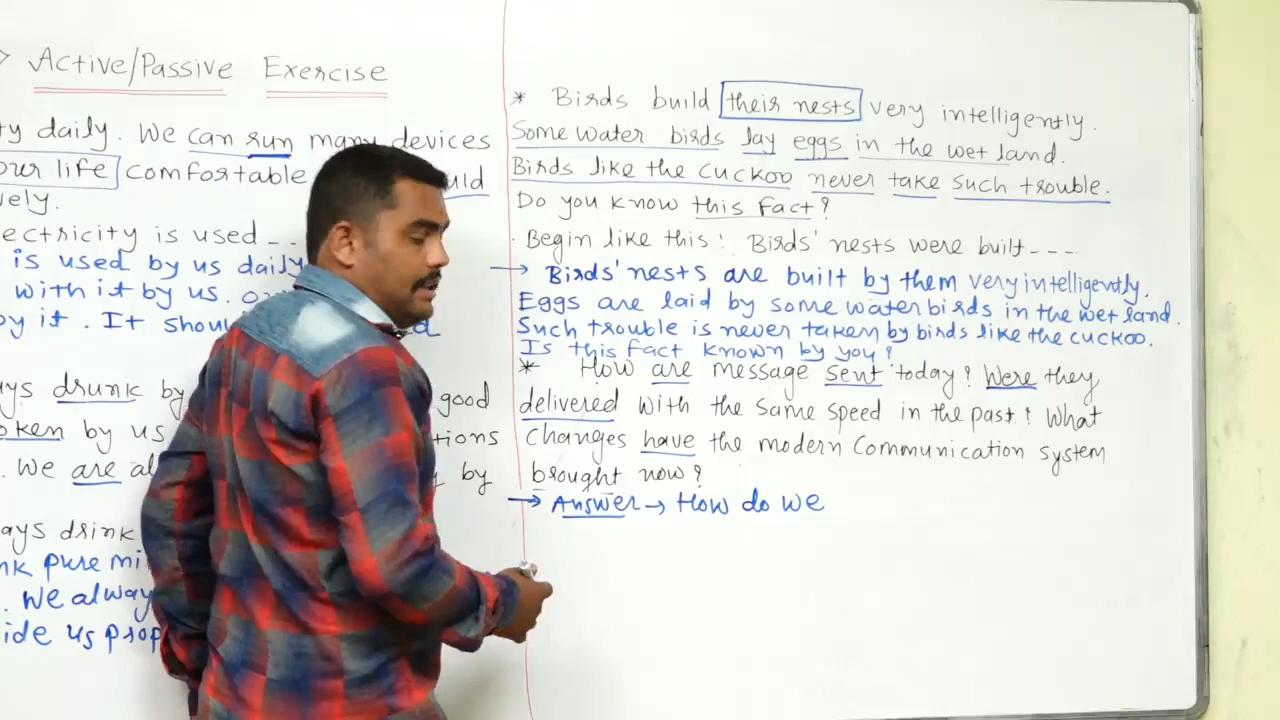 Active/Passive Exercise
ty daily. We can run many devices
our life comfortable uld
vely.
ectricity is used --
is used by us daily
with it by us. o
by it. It shou d
ys drunk by good
oken by us tions
. We are al by
ays drink
nk pure mi
. We alway
ide us prop
* Birds build their nests very intelligently.
Some water birds lay eggs in the wet land.
Birds like the cuckoo never take such trouble.
Do you know this fact?
Begin like this: Birds' nests were built ----
→ Birds' nests are built by them very intelligently.
Eggs are laid by some water birds in the wet land.
Such trouble is never taken by birds like the cuckoo.
Is this fact known by you?
* How are message sent today? Were they
delivered with the same speed in the past? What
changes have the modern Communication system
brought now?
→ Answer → How do we